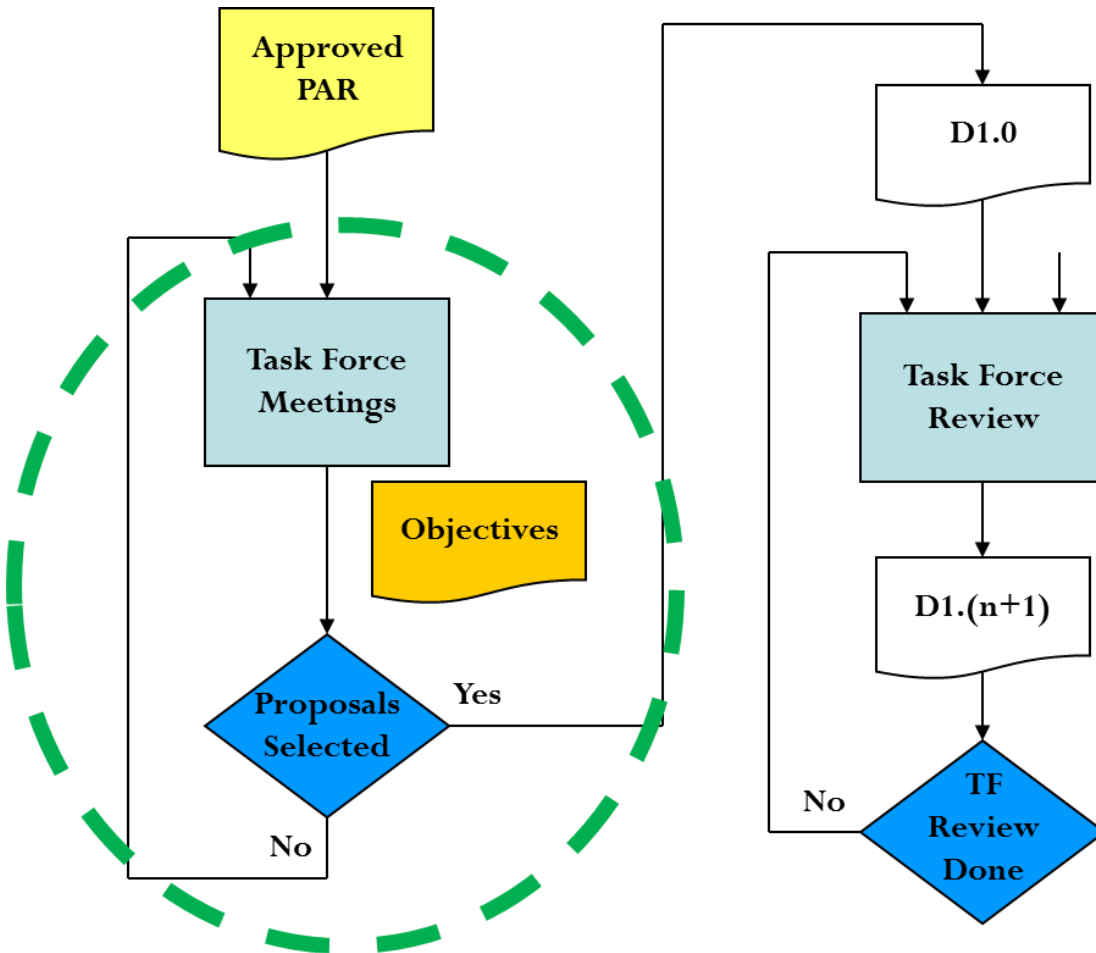 Approved
PAR
Task Force
Meetings
Objectives
Proposals
Selected
Yes
No
D1.0
Task Force
Review
D1.(n+1)
TF
Review
Done
No